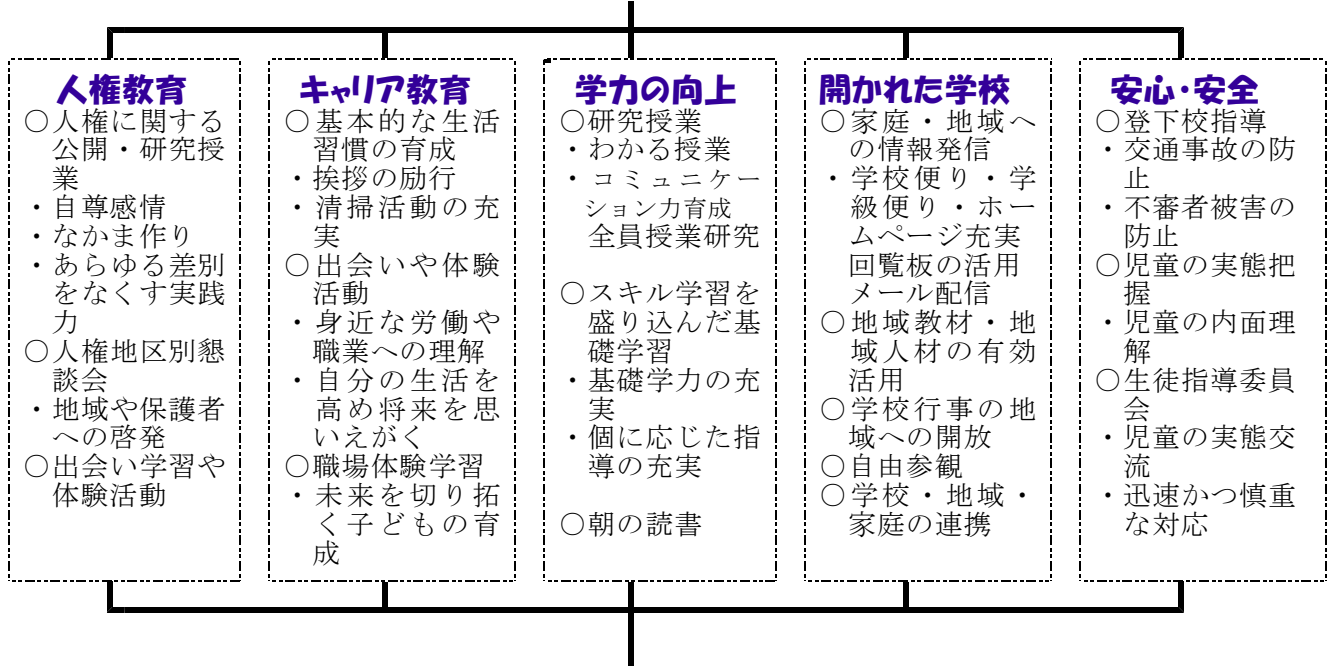 人権教育
○人権に関する
公開・研究授
業
・自尊感情
・なかま作り
・あらゆる差別
をなくす実践
力
○人権地区別懇
談会
・地域や保護者
への啓発
○出会い学習や
体験活動
キャリア教育
○基本的な生活
習慣の育成
・挨拶の励行
・清掃活動の充
実
○出会いや体験
活動
・身近な労働や
職業への理解
・自分の生活を
高め将来を思
いえがく
○職場体験学習
・未来を切り拓
く子どもの育
成
学力の向上
○研究授業
・わかる授業
・コミュニケー
ション力育成
全員授業研究
○スキル学習を
盛り込んだ基
礎学習
・基礎学力の充
実
・個に応じた指
導の充実
○朝の読書
開かれた学校
○家庭・地域へ
の情報発信
・学校便り・学
級便り・ホー
ムページ充実
回覧板の活用
メール配信
○地域教材・地
域人材の有効
活用
○学校行事の地
域への開放
○自由参観
○学校・地域・
家庭の連携
安心・安全
○登下校指導
・交通事故の防
止
・不審者被害の
防止
○児童の実態把
握
・児童の内面理
解
○生徒指導委員
会
・児童の実態交
流
・迅速かつ慎重
な対応